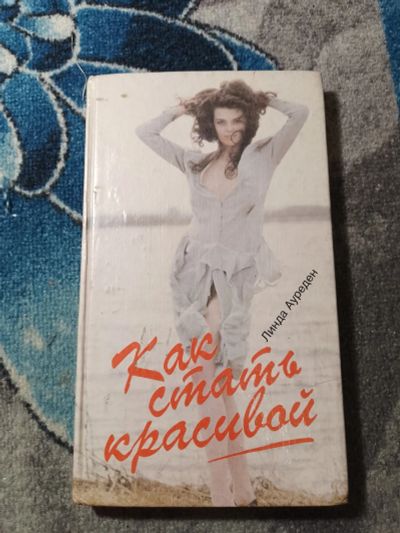 Линда Ауреден
Как
стать
красивой